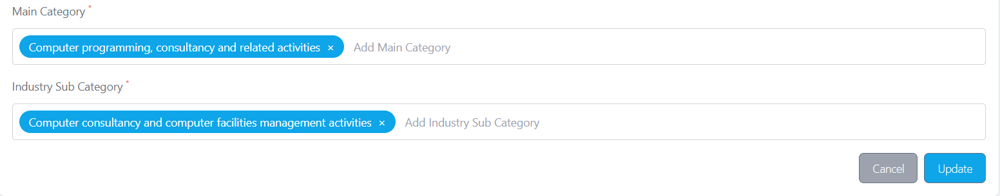 Main Category *
Computer programming, consultancy and related activities × Add Main Category
Industry Sub Category *
Computer consultancy and computer facilities management activities × Add Industry Sub Category
Cancel Update